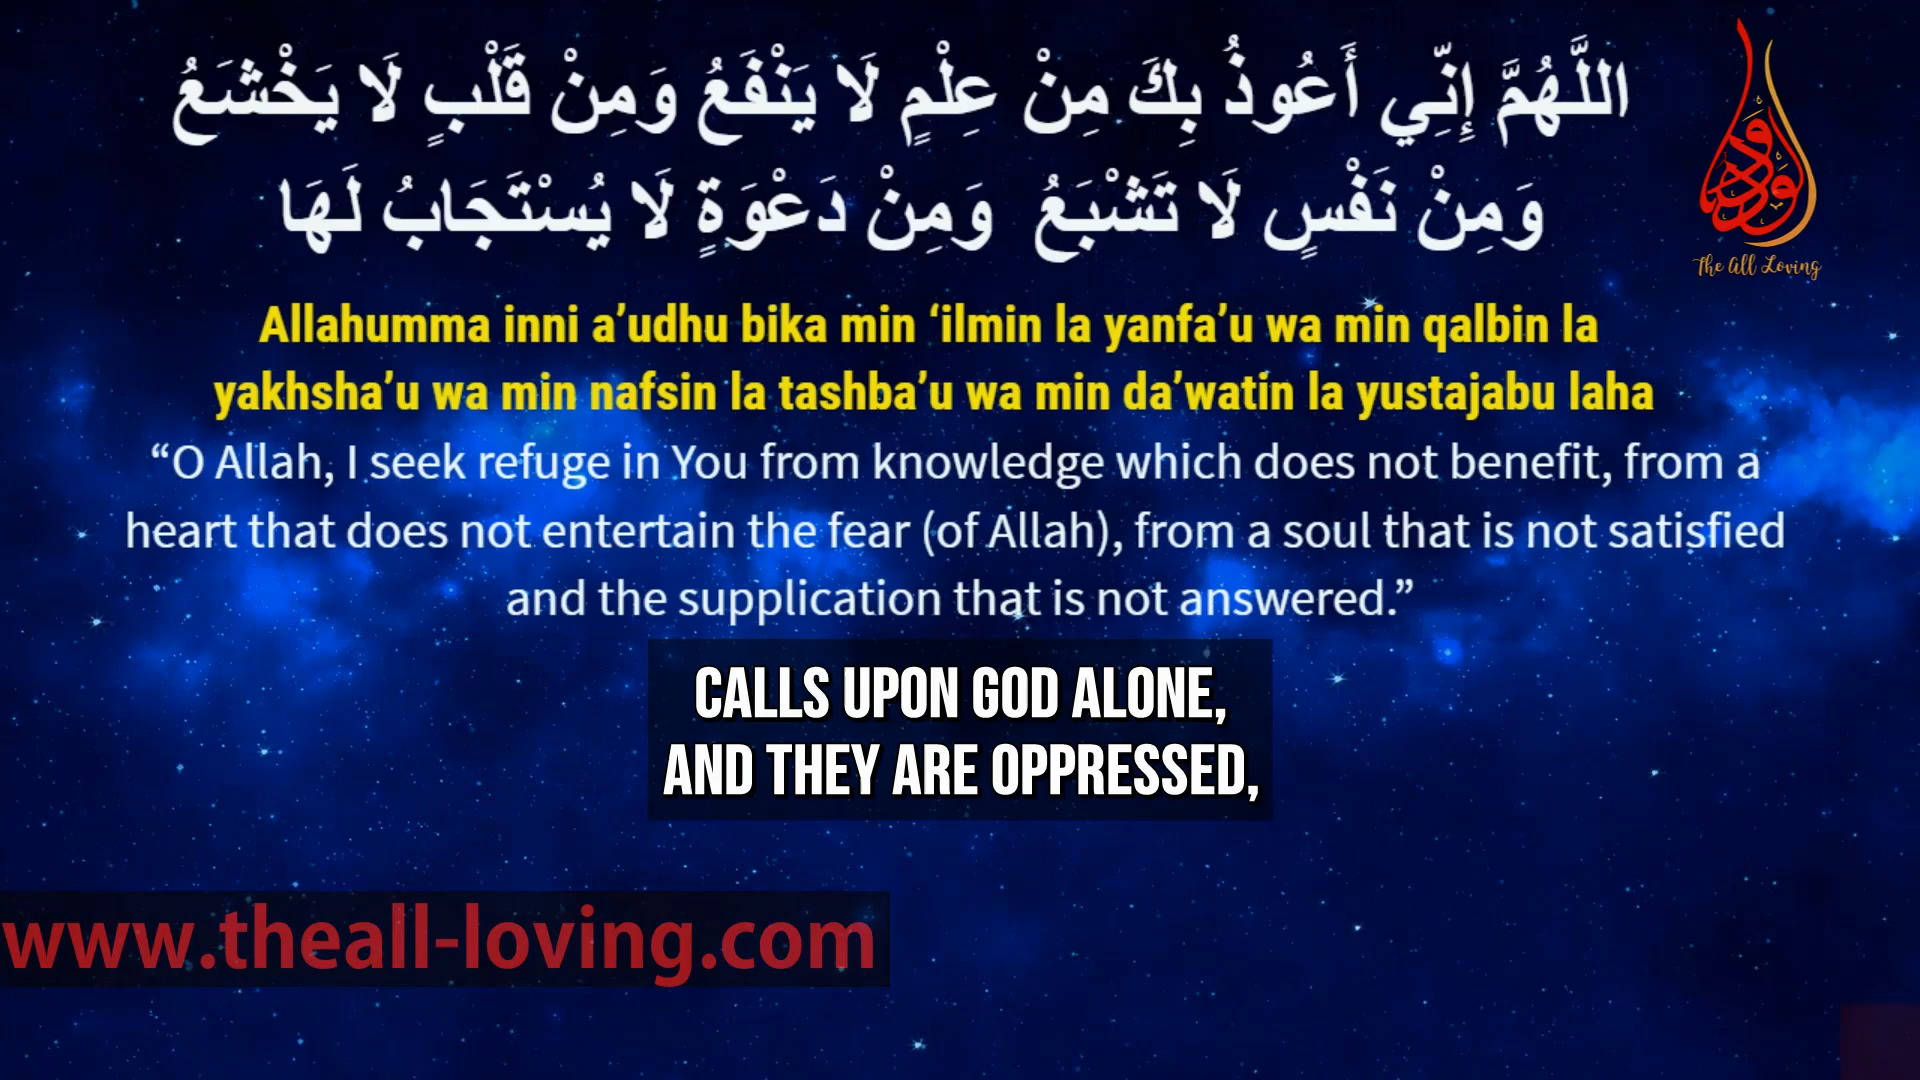 اللَّهُمَّ إِنِّي أَعُوذُ بِكَ مِنْ عِلْمٍ لَا يَنْفَعُ وَمِنْ قَلْبٍ لَا يَخْشَعُ
وَمِنْ نَفْسٍ لَا تَشْبَعُ وَمِنْ دَعْوَةٍ لَا يُسْتَجَابُ لَهَا
The All Loving
Allahumma inni a’udhu bika min ‘ilmin la yanfa’u wa min qalbin la
yakhsha’u wa min nafsin la tashba’u wa min da’watin la yustajabu laha
“O Allah, I seek refuge in You from knowledge which does not benefit, from a
heart that does not entertain the fear (of Allah), from a soul that is not satisfied
and the supplication that is not answered.”
CALLS UPON GOD ALONE,
AND THEY ARE OPPRESSED,
www.theall-loving.com